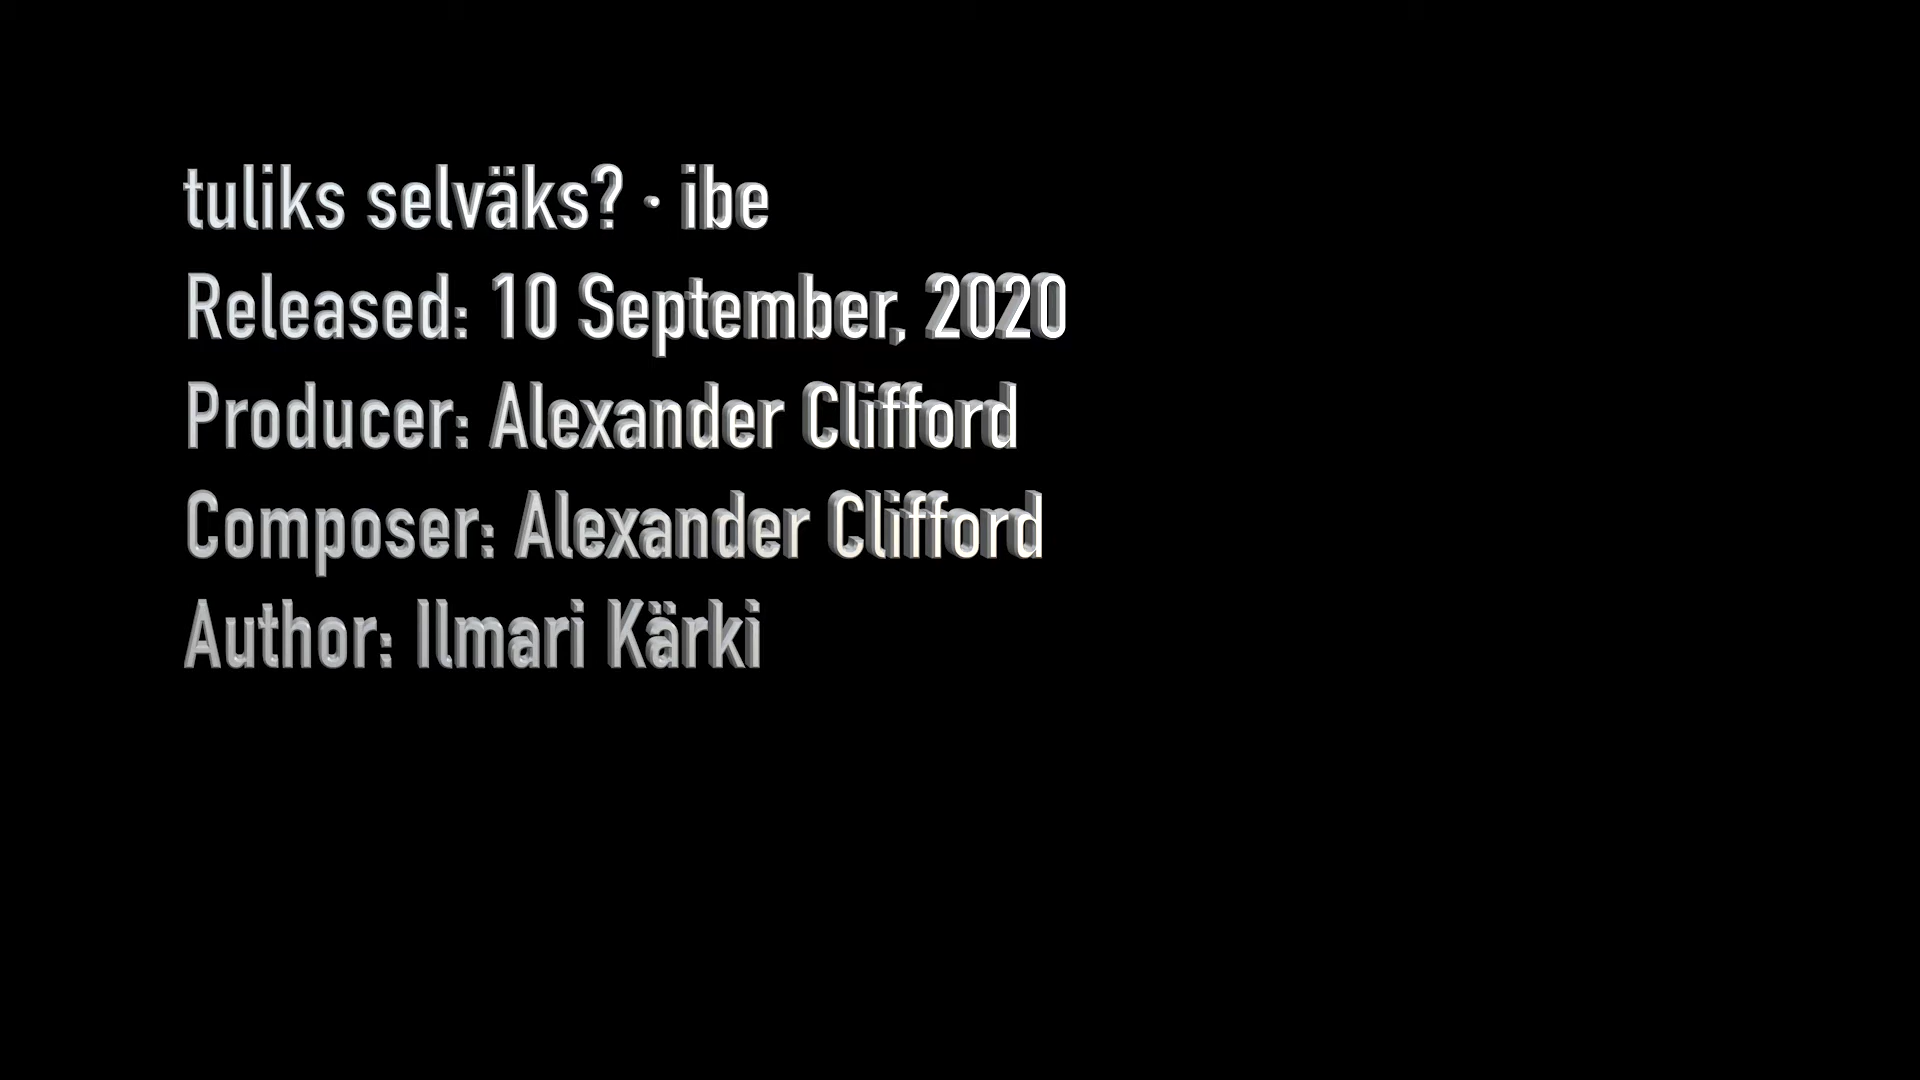 tuliks selväks? · ibe
Released: 10 September, 2020
Producer: Alexander Clifford
Composer: Alexander Clifford
Author: Ilmari Kärki